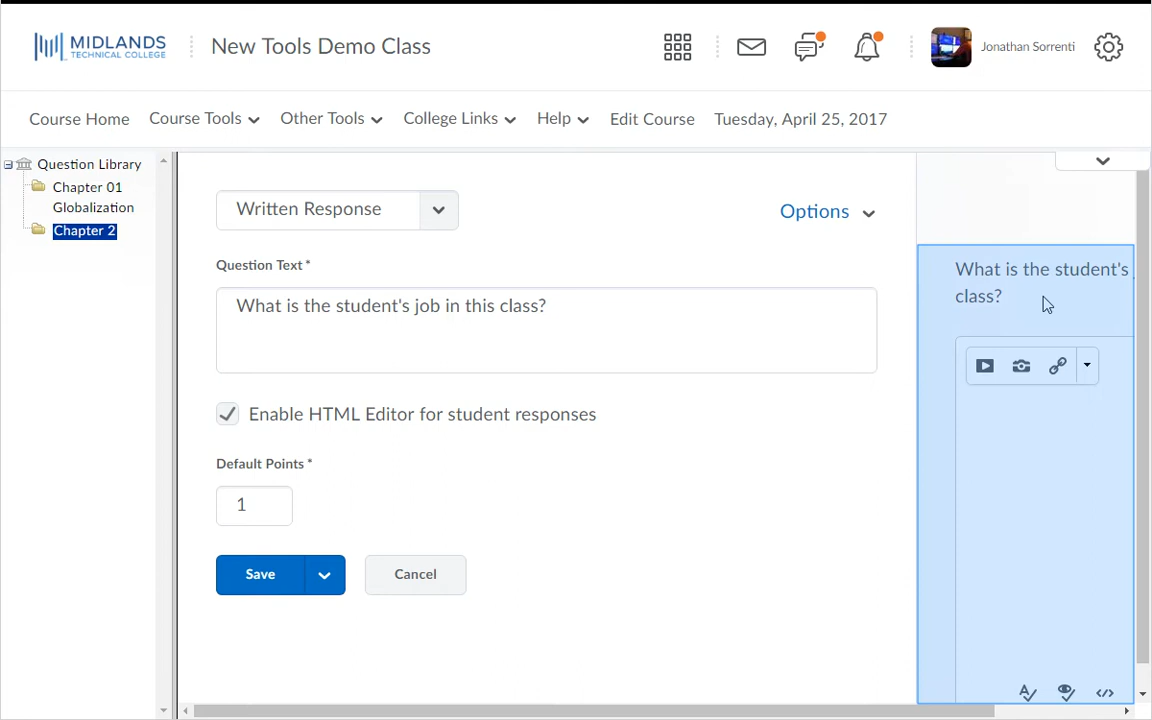 MIDLANDS
TECHNICAL COLLEGE
New Tools Demo Class
Jonathan Sorrenti
Course Home
Course Tools
Other Tools
College Links
Help
Edit Course
Tuesday, April 25, 2017
Question Library
Chapter 01
Globalization
Chapter 2
Written Response
Options
Question Text *
What is the student's job in this class?
Enable HTML Editor for student responses
Default Points *
1
Save
Cancel
What is the student's
class?